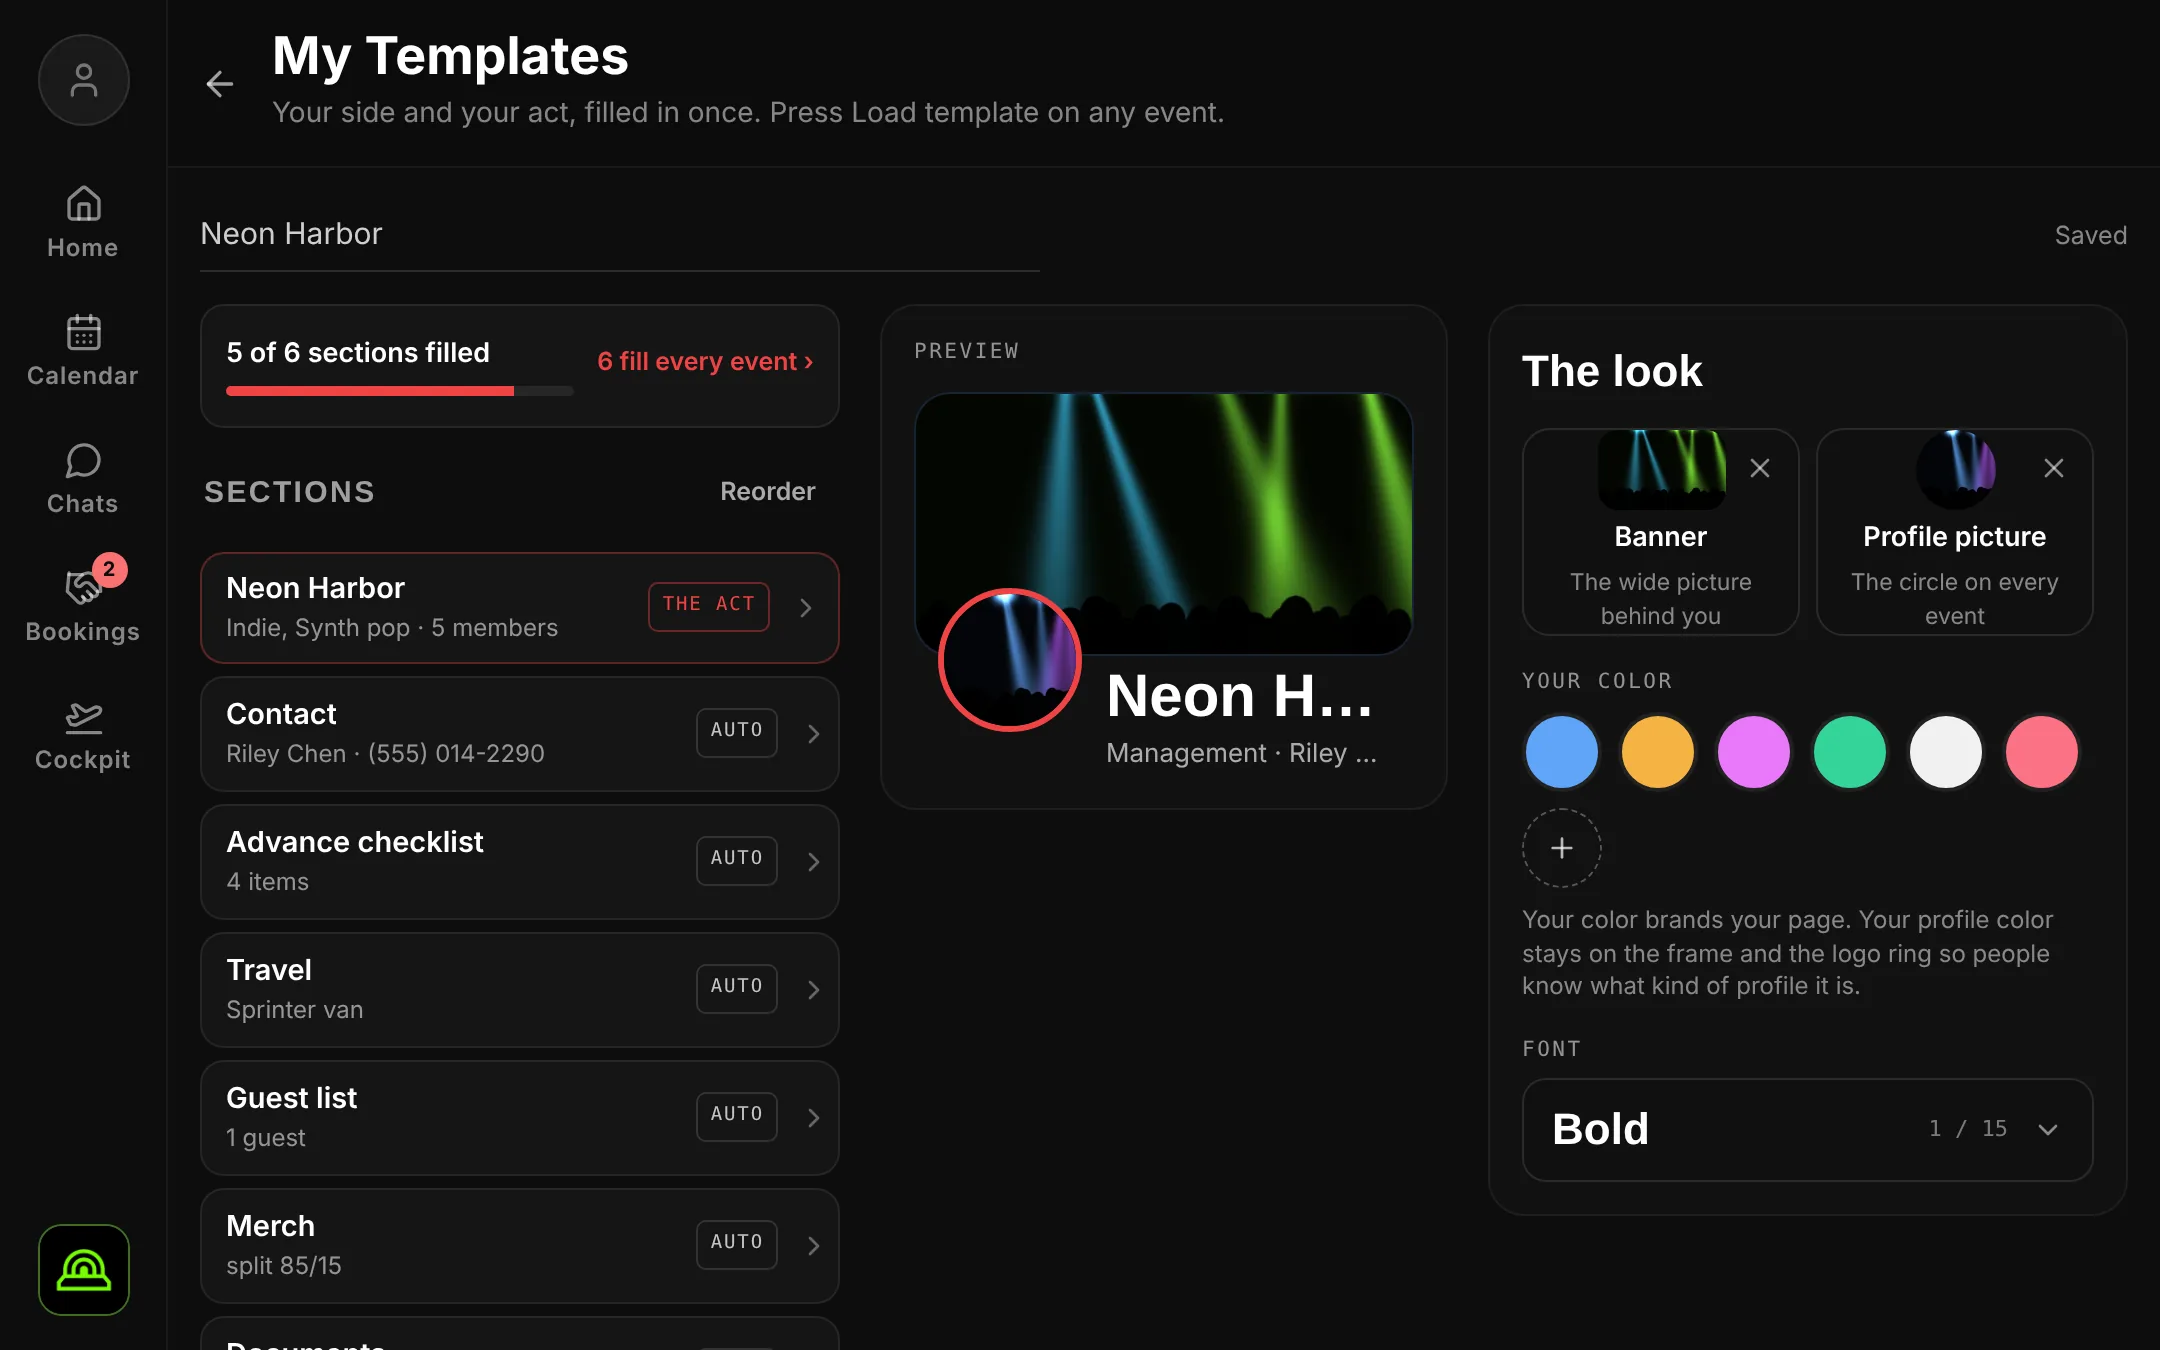 My Templates
Your side and your act, filled in once. Press Load template on any event.
Home
Calendar
Chats
2
Bookings
Cockpit
Neon Harbor
Saved
5 of 6 sections filled
6 fill every event ›
SECTIONS
Reorder
Neon Harbor
Indie, Synth pop · 5 members
THE ACT
Contact
Riley Chen · (555) 014-2290
AUTO
Advance checklist
4 items
AUTO
Travel
Sprinter van
AUTO
Guest list
1 guest
AUTO
Merch
split 85/15
AUTO
PREVIEW
Neon H...
Management · Riley ...
The look
Banner
The wide picture
behind you
Profile picture
The circle on every
event
YOUR COLOR
Your color brands your page. Your profile color
stays on the frame and the logo ring so people
know what kind of profile it is.
FONT
Bold
1 / 15